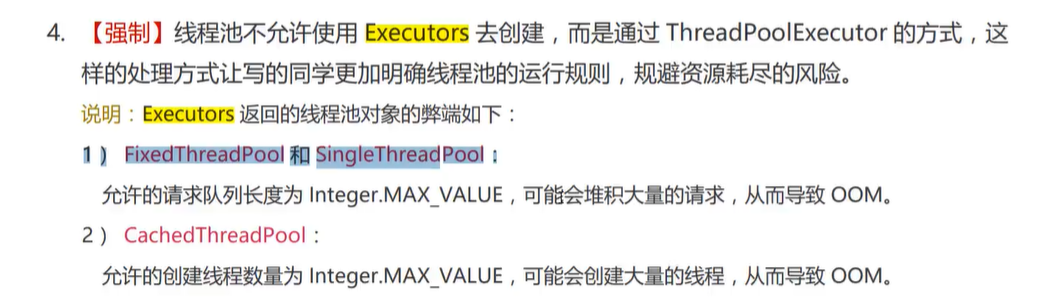 4. 【强制】线程池不允许使用 Executors 去创建，而是通过 ThreadPoolExecutor 的方式，这
样的处理方式让写的同学更加明确线程池的运行规则，规避资源耗尽的风险。
说明：Executors 返回的线程池对象的弊端如下：
1） FixedThreadPool 和 SingleThreadPool：
允许的请求队列长度为 Integer.MAX_VALUE，可能会堆积大量的请求，从而导致 OOM。
2） CachedThreadPool：
允许的创建线程数量为 Integer.MAX_VALUE，可能会创建大量的线程，从而导致 OOM。